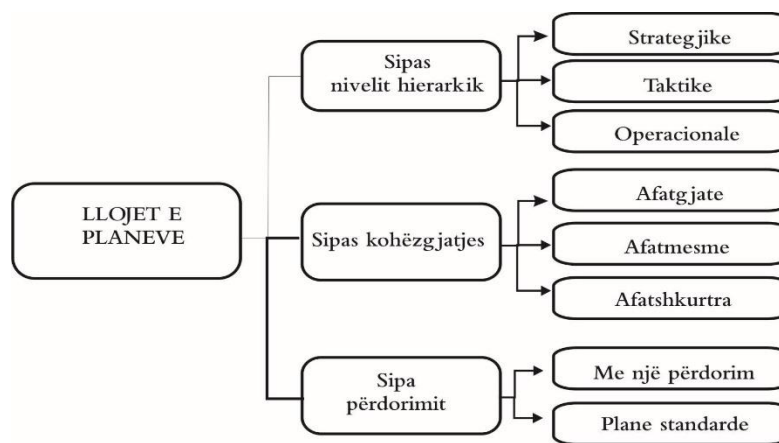 LLOJET E
PLANEVE
Sipas
nivelit hierarkik
Strategjike
Taktike
Operacionale
Sipas kohëzgjatjes
Afatgjate
Afatmesme
Afatshkurtra
Sipa
përdorimit
Me një përdorim
Plane standarde